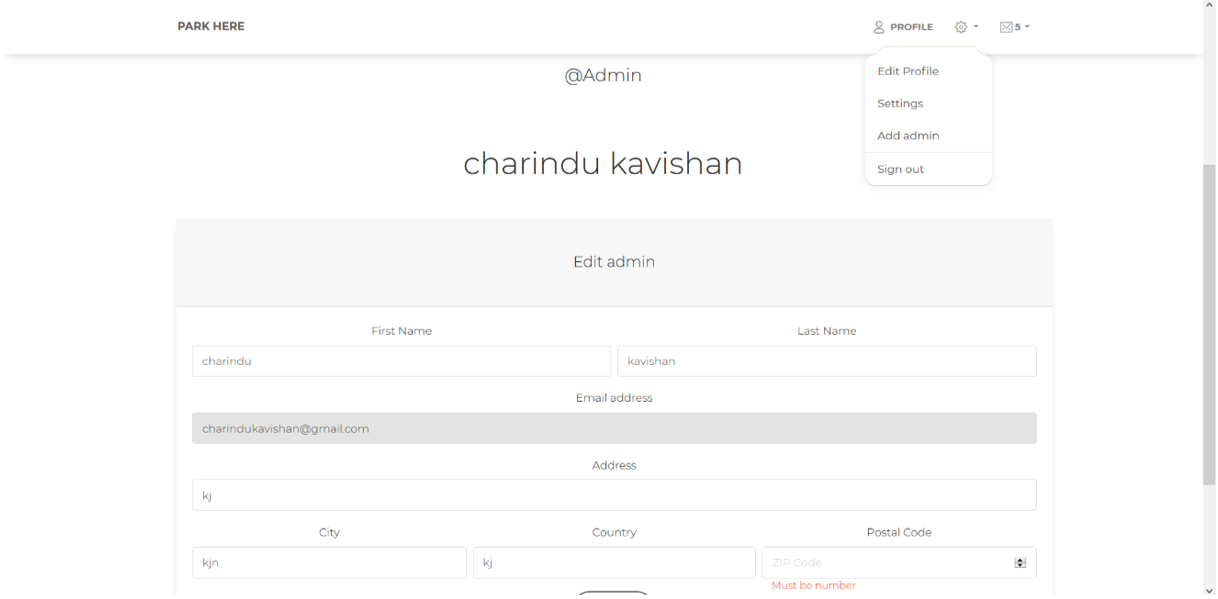 PARK HERE
PROFILE
5
Edit Profile
Settings
Add admin
Sign out
@Admin
charindu kavishan
Edit admin
First Name
Last Name
charindu
kavishan
Email address
charindukavishan@gmail.com
Address
kj
City
Country
Postal Code
kjn
kj
ZIP Code
Must be number